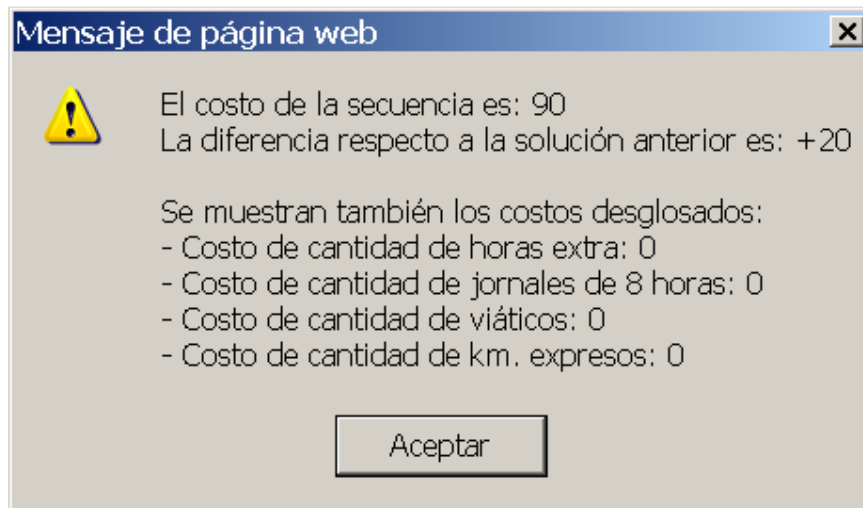 Mensaje de página web
El costo de la secuencia es: 90
La diferencia respecto a la solución anterior es: +20
Se muestran también los costos desglosados:
- Costo de cantidad de horas extra: 0
- Costo de cantidad de jornales de 8 horas: 0
- Costo de cantidad de viáticos: 0
- Costo de cantidad de km. expresos: 0
Aceptar